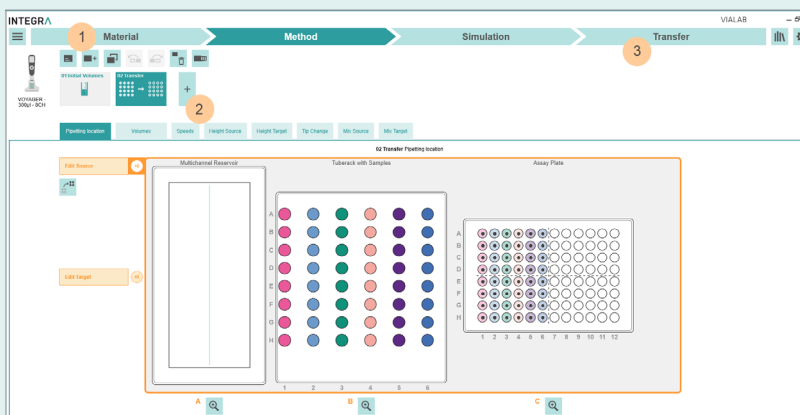 INTEGRA
VIALAB
Material
Method
Simulation
Transfer
1
3
VOYAGER -
300µl - 8CH
01 Initial Volumes
02 Transfer
+
2
Pipetting location
Volumes
Speeds
Height Source
Height Target
Tip Change
Mix Source
Mix Target
02 Transfer Pipetting location
Edit Source
Edit Target
Multichannel Reservoir
Tuberack with Samples
Assay Plate
A
B
C
D
E
F
G
H
1 2 3 4 5 6
A
B
C
D
E
F
G
H
1 2 3 4 5 6 7 8 9 10 11 12
A
B
C